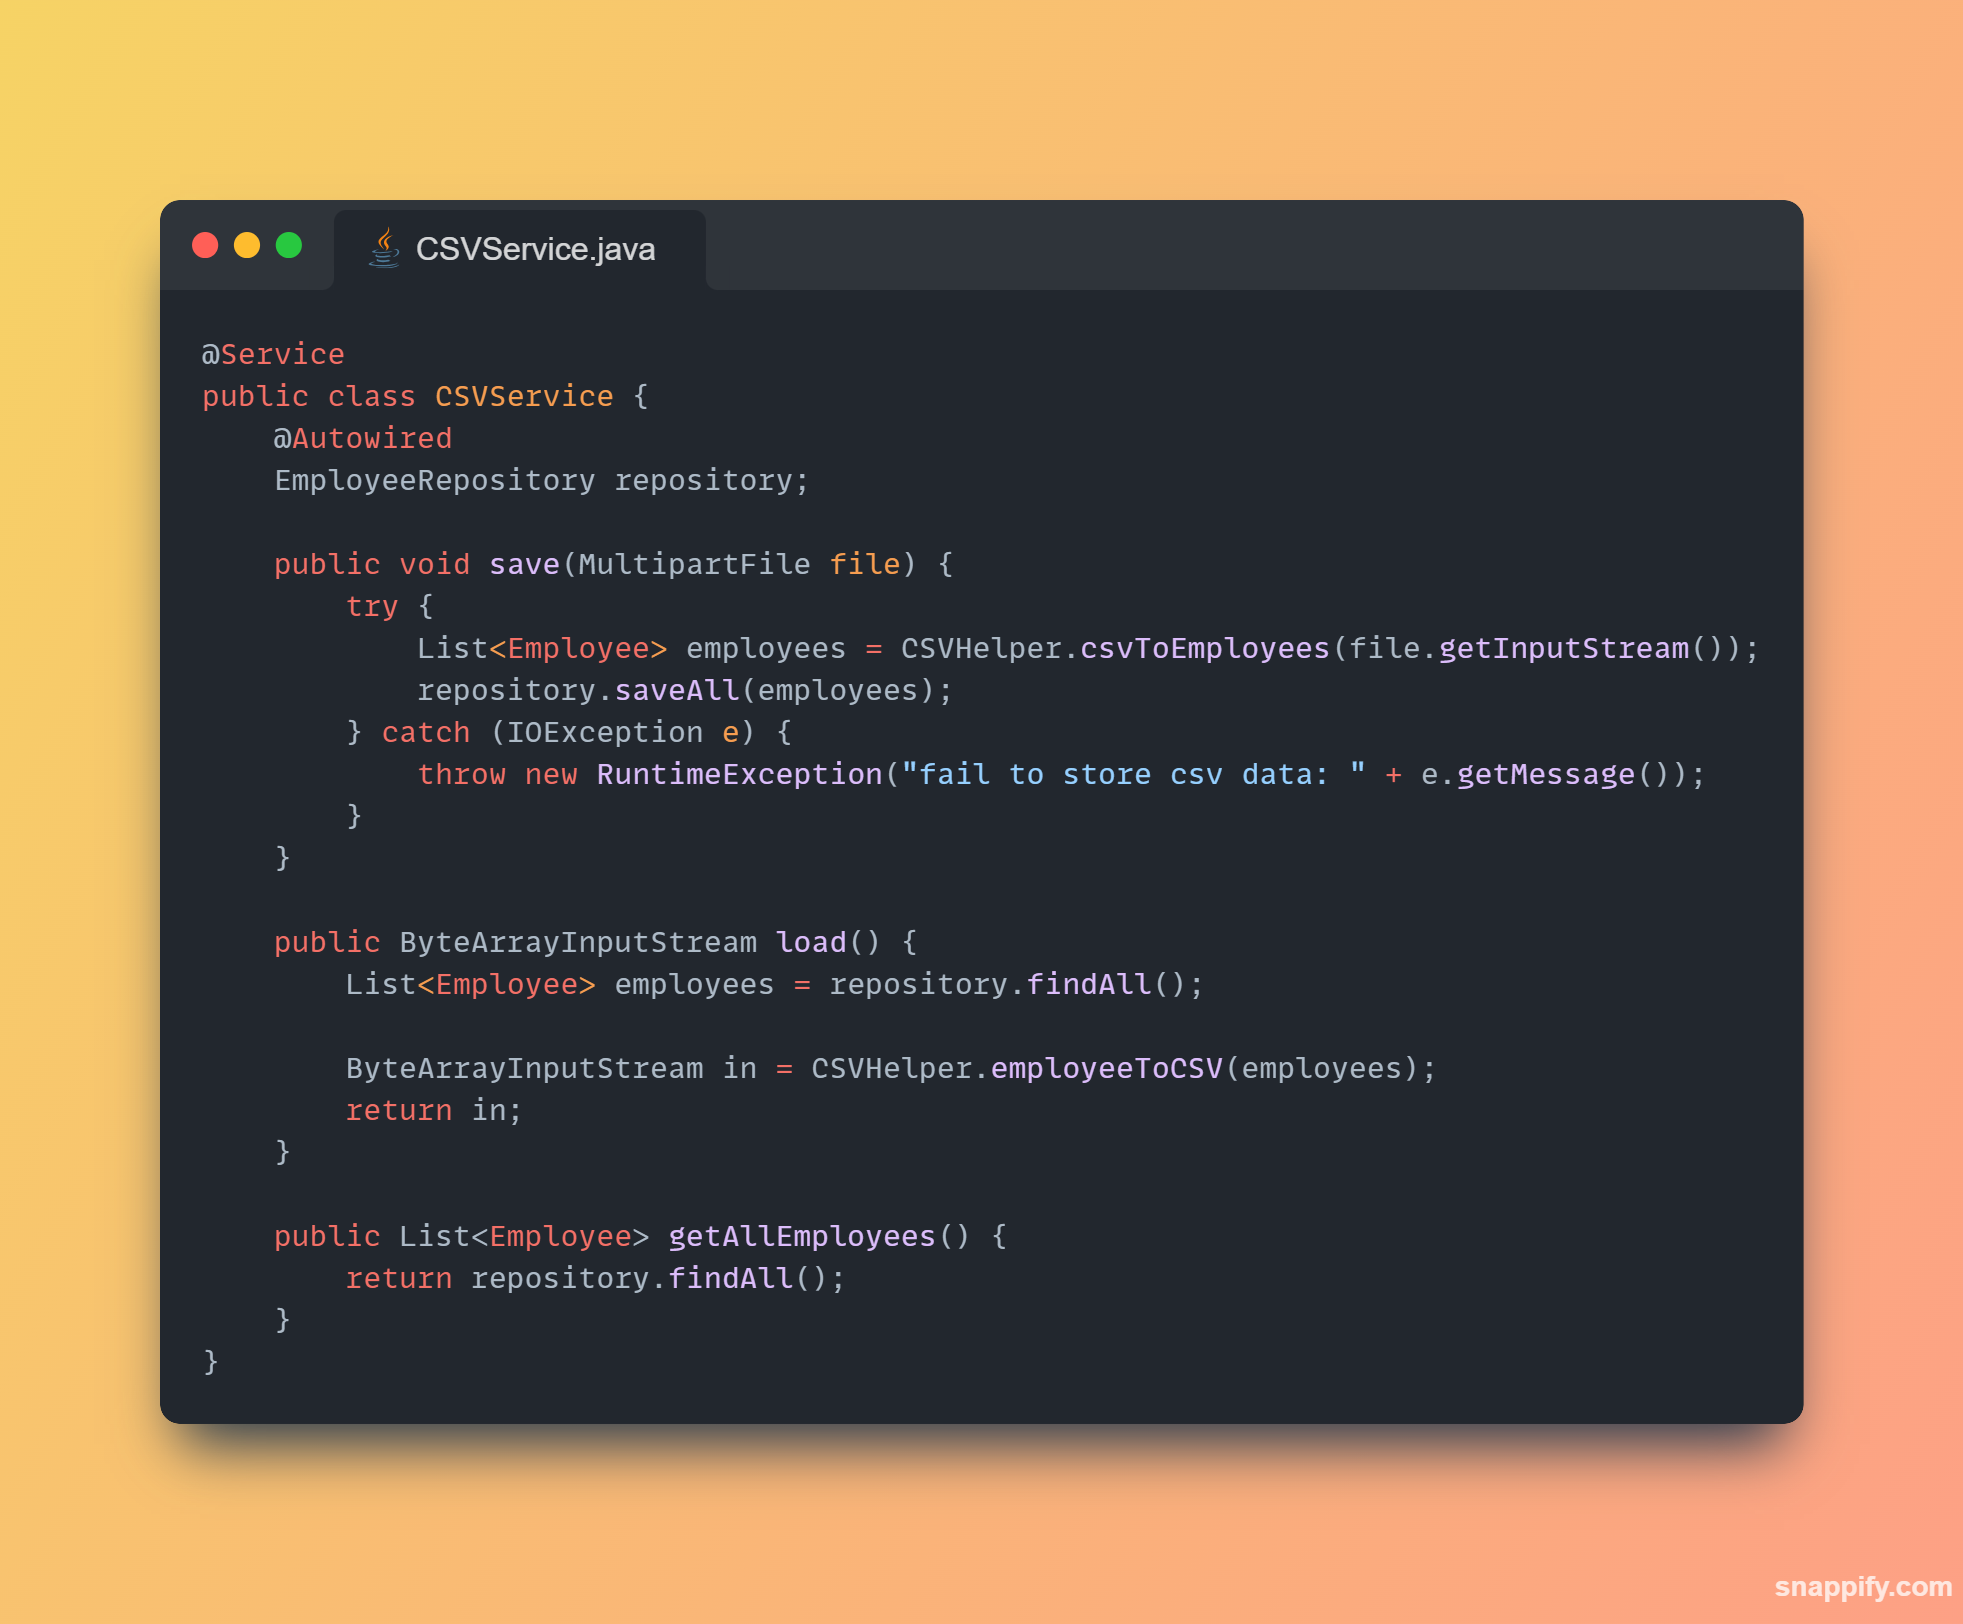 CSVService.java
@Service
public class CSVService {
    @Autowired
    EmployeeRepository repository;

    public void save(MultipartFile file) {
        try {
            List<Employee> employees = CSVHelper.csvToEmployees(file.getInputStream());
            repository.saveAll(employees);
        } catch (IOException e) {
            throw new RuntimeException("fail to store csv data: " + e.getMessage());
        }
    }

    public ByteArrayInputStream load() {
        List<Employee> employees = repository.findAll();

        ByteArrayInputStream in = CSVHelper.employeeToCSV(employees);
        return in;
    }

    public List<Employee> getAllEmployees() {
        return repository.findAll();
    }
}
snappify.com